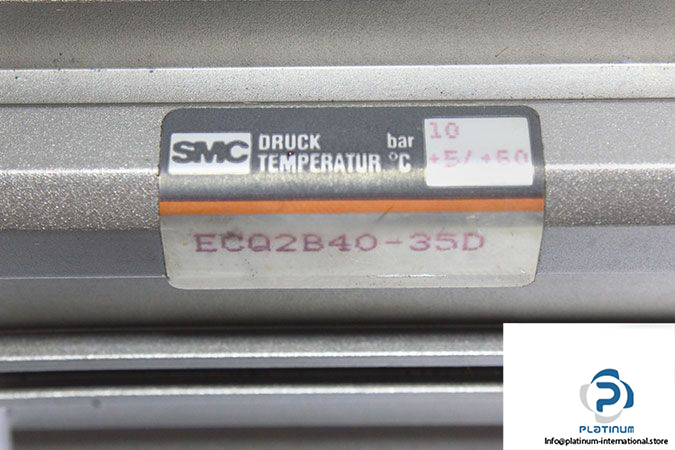 SMC DRUCK bar 10
TEMPERATUR °C +5/+60
ECQ2B40-35D
PLATINUM
Info@platinum-international.store